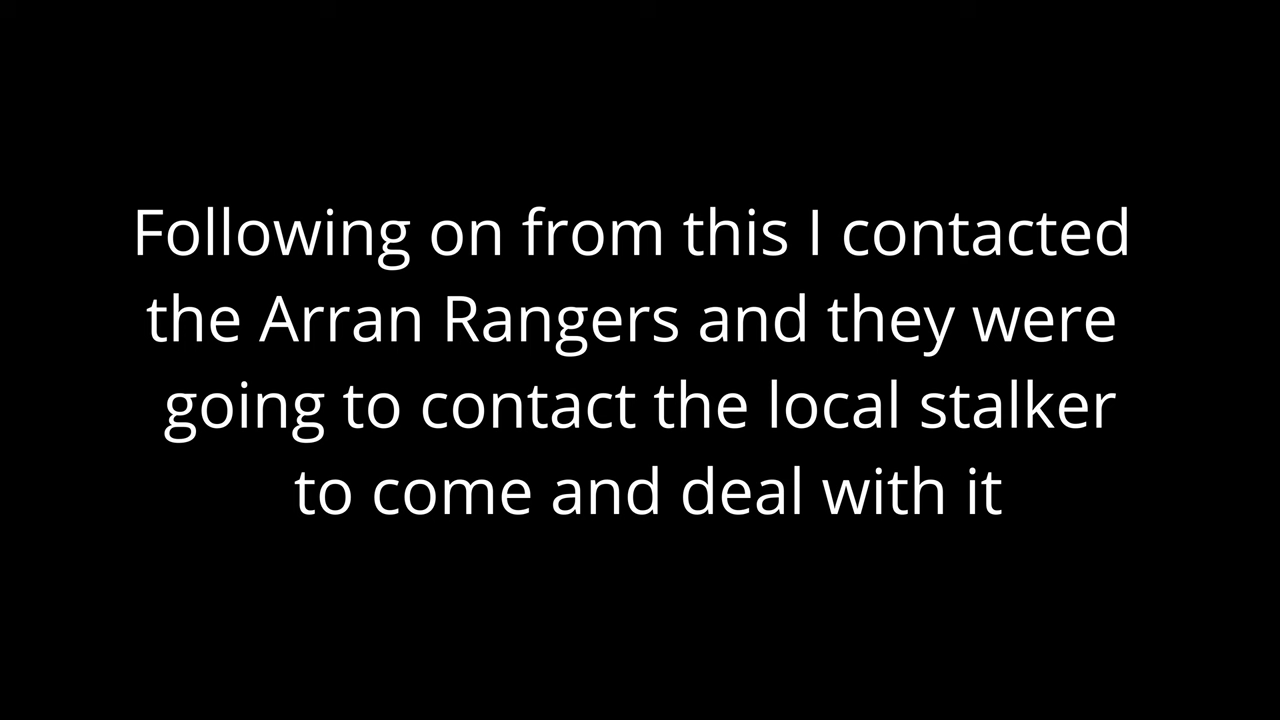 Following on from this I contacted
the Arran Rangers and they were
going to contact the local stalker
to come and deal with it